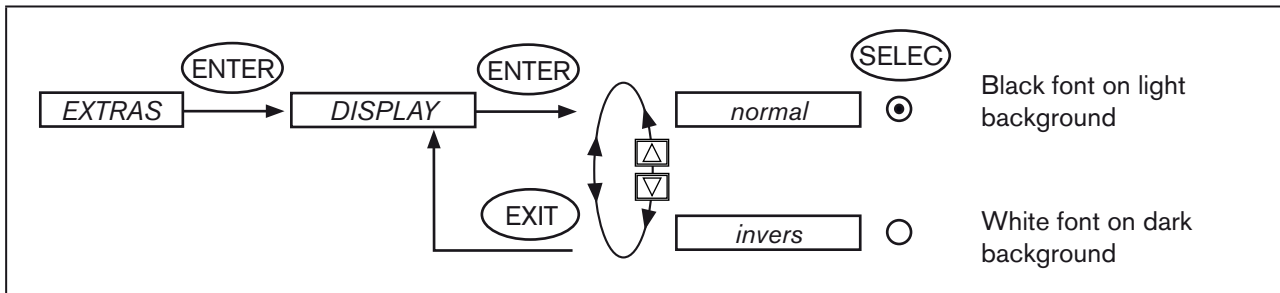 ENTER
ENTER
SELEC
EXTRAS
DISPLAY
normal
Black font on light
background
EXIT
invers
White font on dark
background